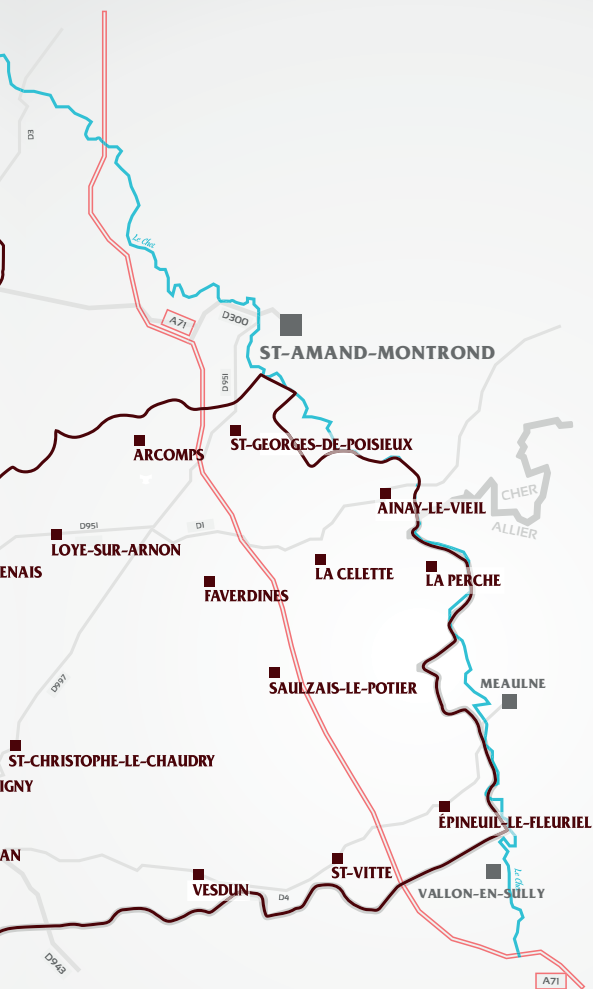 D3
Le Cher
A71
D300
ST-AMAND-MONTROND
D951
ST-GEORGES-DE-POISIEUX
ARCOMPS
CHER
AINAY-LE-VIEIL
ALLIER
D951
D1
LOYE-SUR-ARNON
ENAIS
LA CELETTE
LA PERCHE
FAVERDINES
D997
SAULZAIS-LE-POTIER
MEAULNE
ST-CHRISTOPHE-LE-CHAUDRY
IGNY
ÉPINEUIL-LE-FLEURIEL
AN
ST-VITTE
VESDUN
Le Cher
VALLON-EN-SULLY
D4
D943
A71